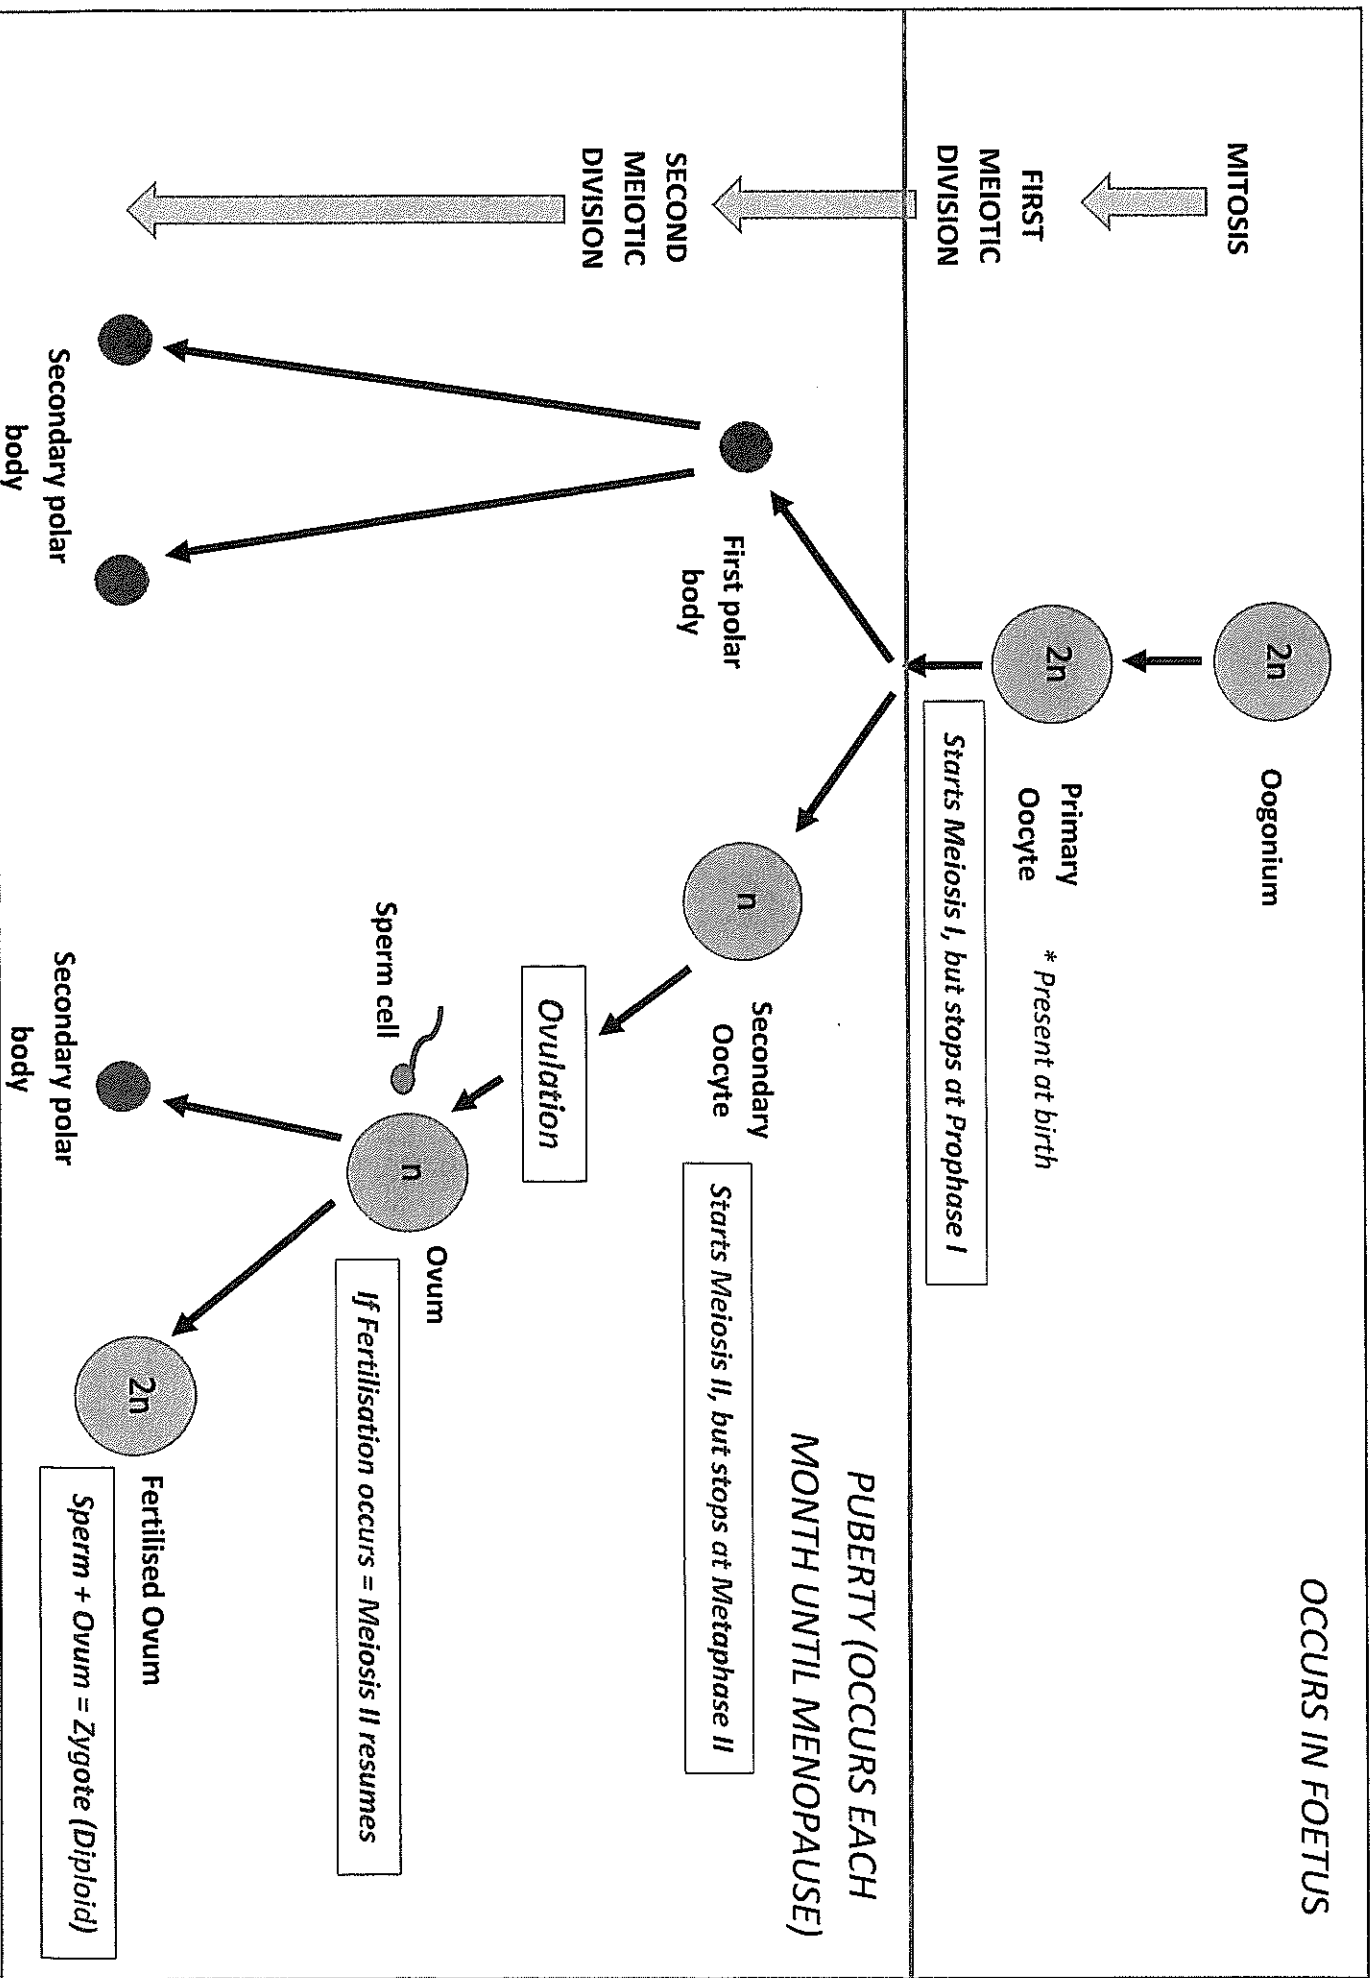 OCCURS IN FOETUS
MITOSIS
2n
Oogonium
FIRST
MEIOTIC
DIVISION
2n
Primary
Oocyte
* Present at birth
Starts Meiosis I, but stops at Prophase I
PUBERTY (OCCURS EACH
MONTH UNTIL MENOPAUSE)
SECOND
MEIOTIC
DIVISION
First polar
body
n
Secondary
Oocyte
Starts Meiosis II, but stops at Metaphase II
Ovulation
Sperm cell
n
Ovum
If Fertilisation occurs = Meiosis II resumes
Secondary polar
body
Secondary polar
body
2n
Fertilised Ovum
Sperm + Ovum = Zygote (Diploid)